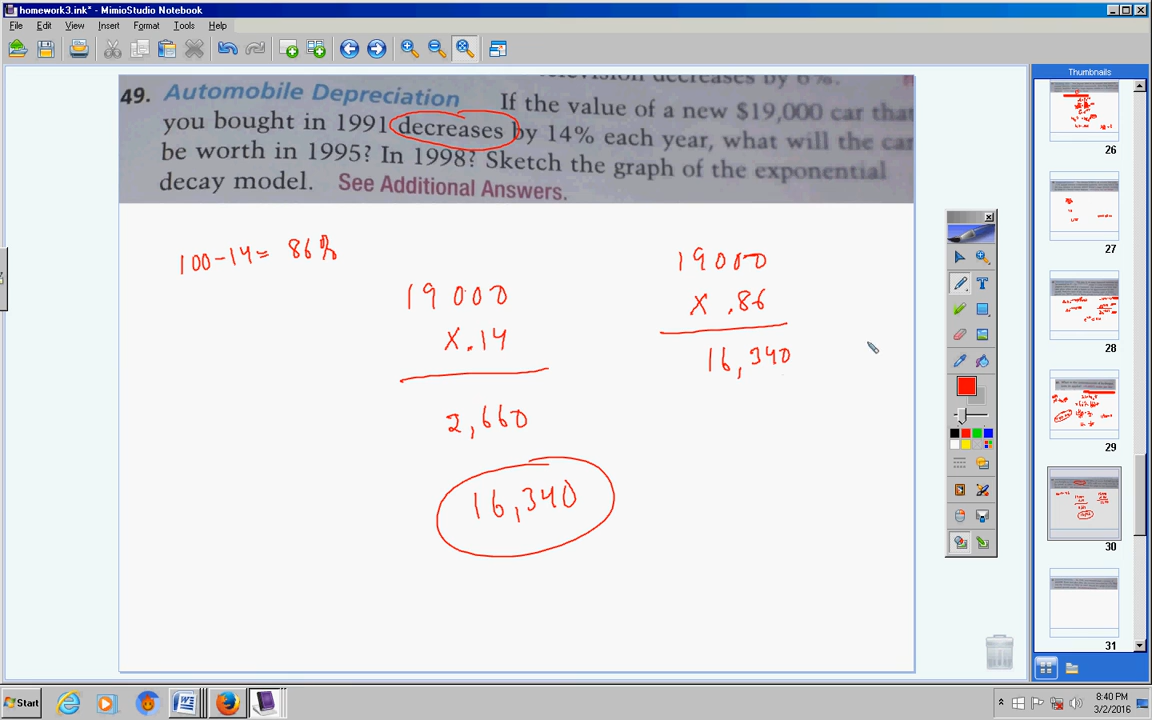 homework3.ink* - MimioStudio Notebook
File Edit View Insert Format Tools Help
decreases by 6%.
49. Automobile Depreciation If the value of a new $19,000 car that
you bought in 1991 decreases by 14% each year, what will the car
be worth in 1995? In 1998? Sketch the graph of the exponential
decay model. See Additional Answers.
100-14= 86%
19000
x .14
2,660
16,340
19000
x .86
16,340
Thumbnails
26
27
28
29
30
31
Start
8:40 PM
3/2/2016